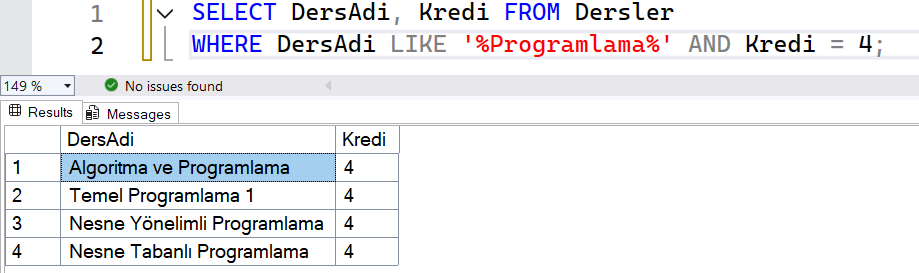 1 SELECT DersAdi, Kredi FROM Dersler
2 WHERE DersAdi LIKE '%Programlama%' AND Kredi = 4;
149 % No issues found
Results Messages
DersAdi Kredi
1 Algoritma ve Programlama 4
2 Temel Programlama 1 4
3 Nesne Yönelimli Programlama 4
4 Nesne Tabanlı Programlama 4